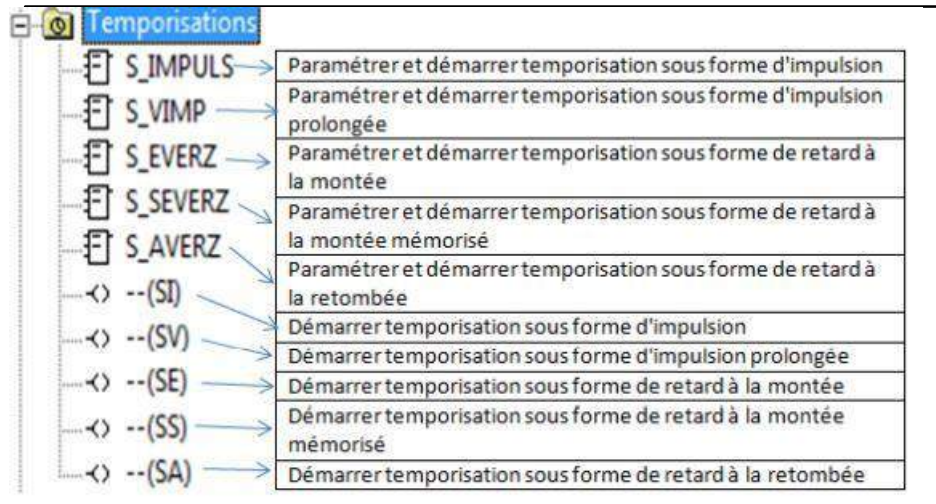 Temporisations
S_IMPULS
Paramétrer et démarrer temporisation sous forme d'impulsion
S_VIMP
Paramétrer et démarrer temporisation sous forme d'impulsion
prolongée
S_EVERZ
Paramétrer et démarrer temporisation sous forme de retard à
la montée
S_SEVERZ
Paramétrer et démarrer temporisation sous forme de retard à
la montée mémorisé
S_AVERZ
Paramétrer et démarrer temporisation sous forme de retard à
la retombée
--(SI)
Démarrer temporisation sous forme d'impulsion
--(SV)
Démarrer temporisation sous forme d'impulsion prolongée
--(SE)
Démarrer temporisation sous forme de retard à la montée
--(SS)
Démarrer temporisation sous forme de retard à la montée
mémorisé
--(SA)
Démarrer temporisation sous forme de retard à la retombée